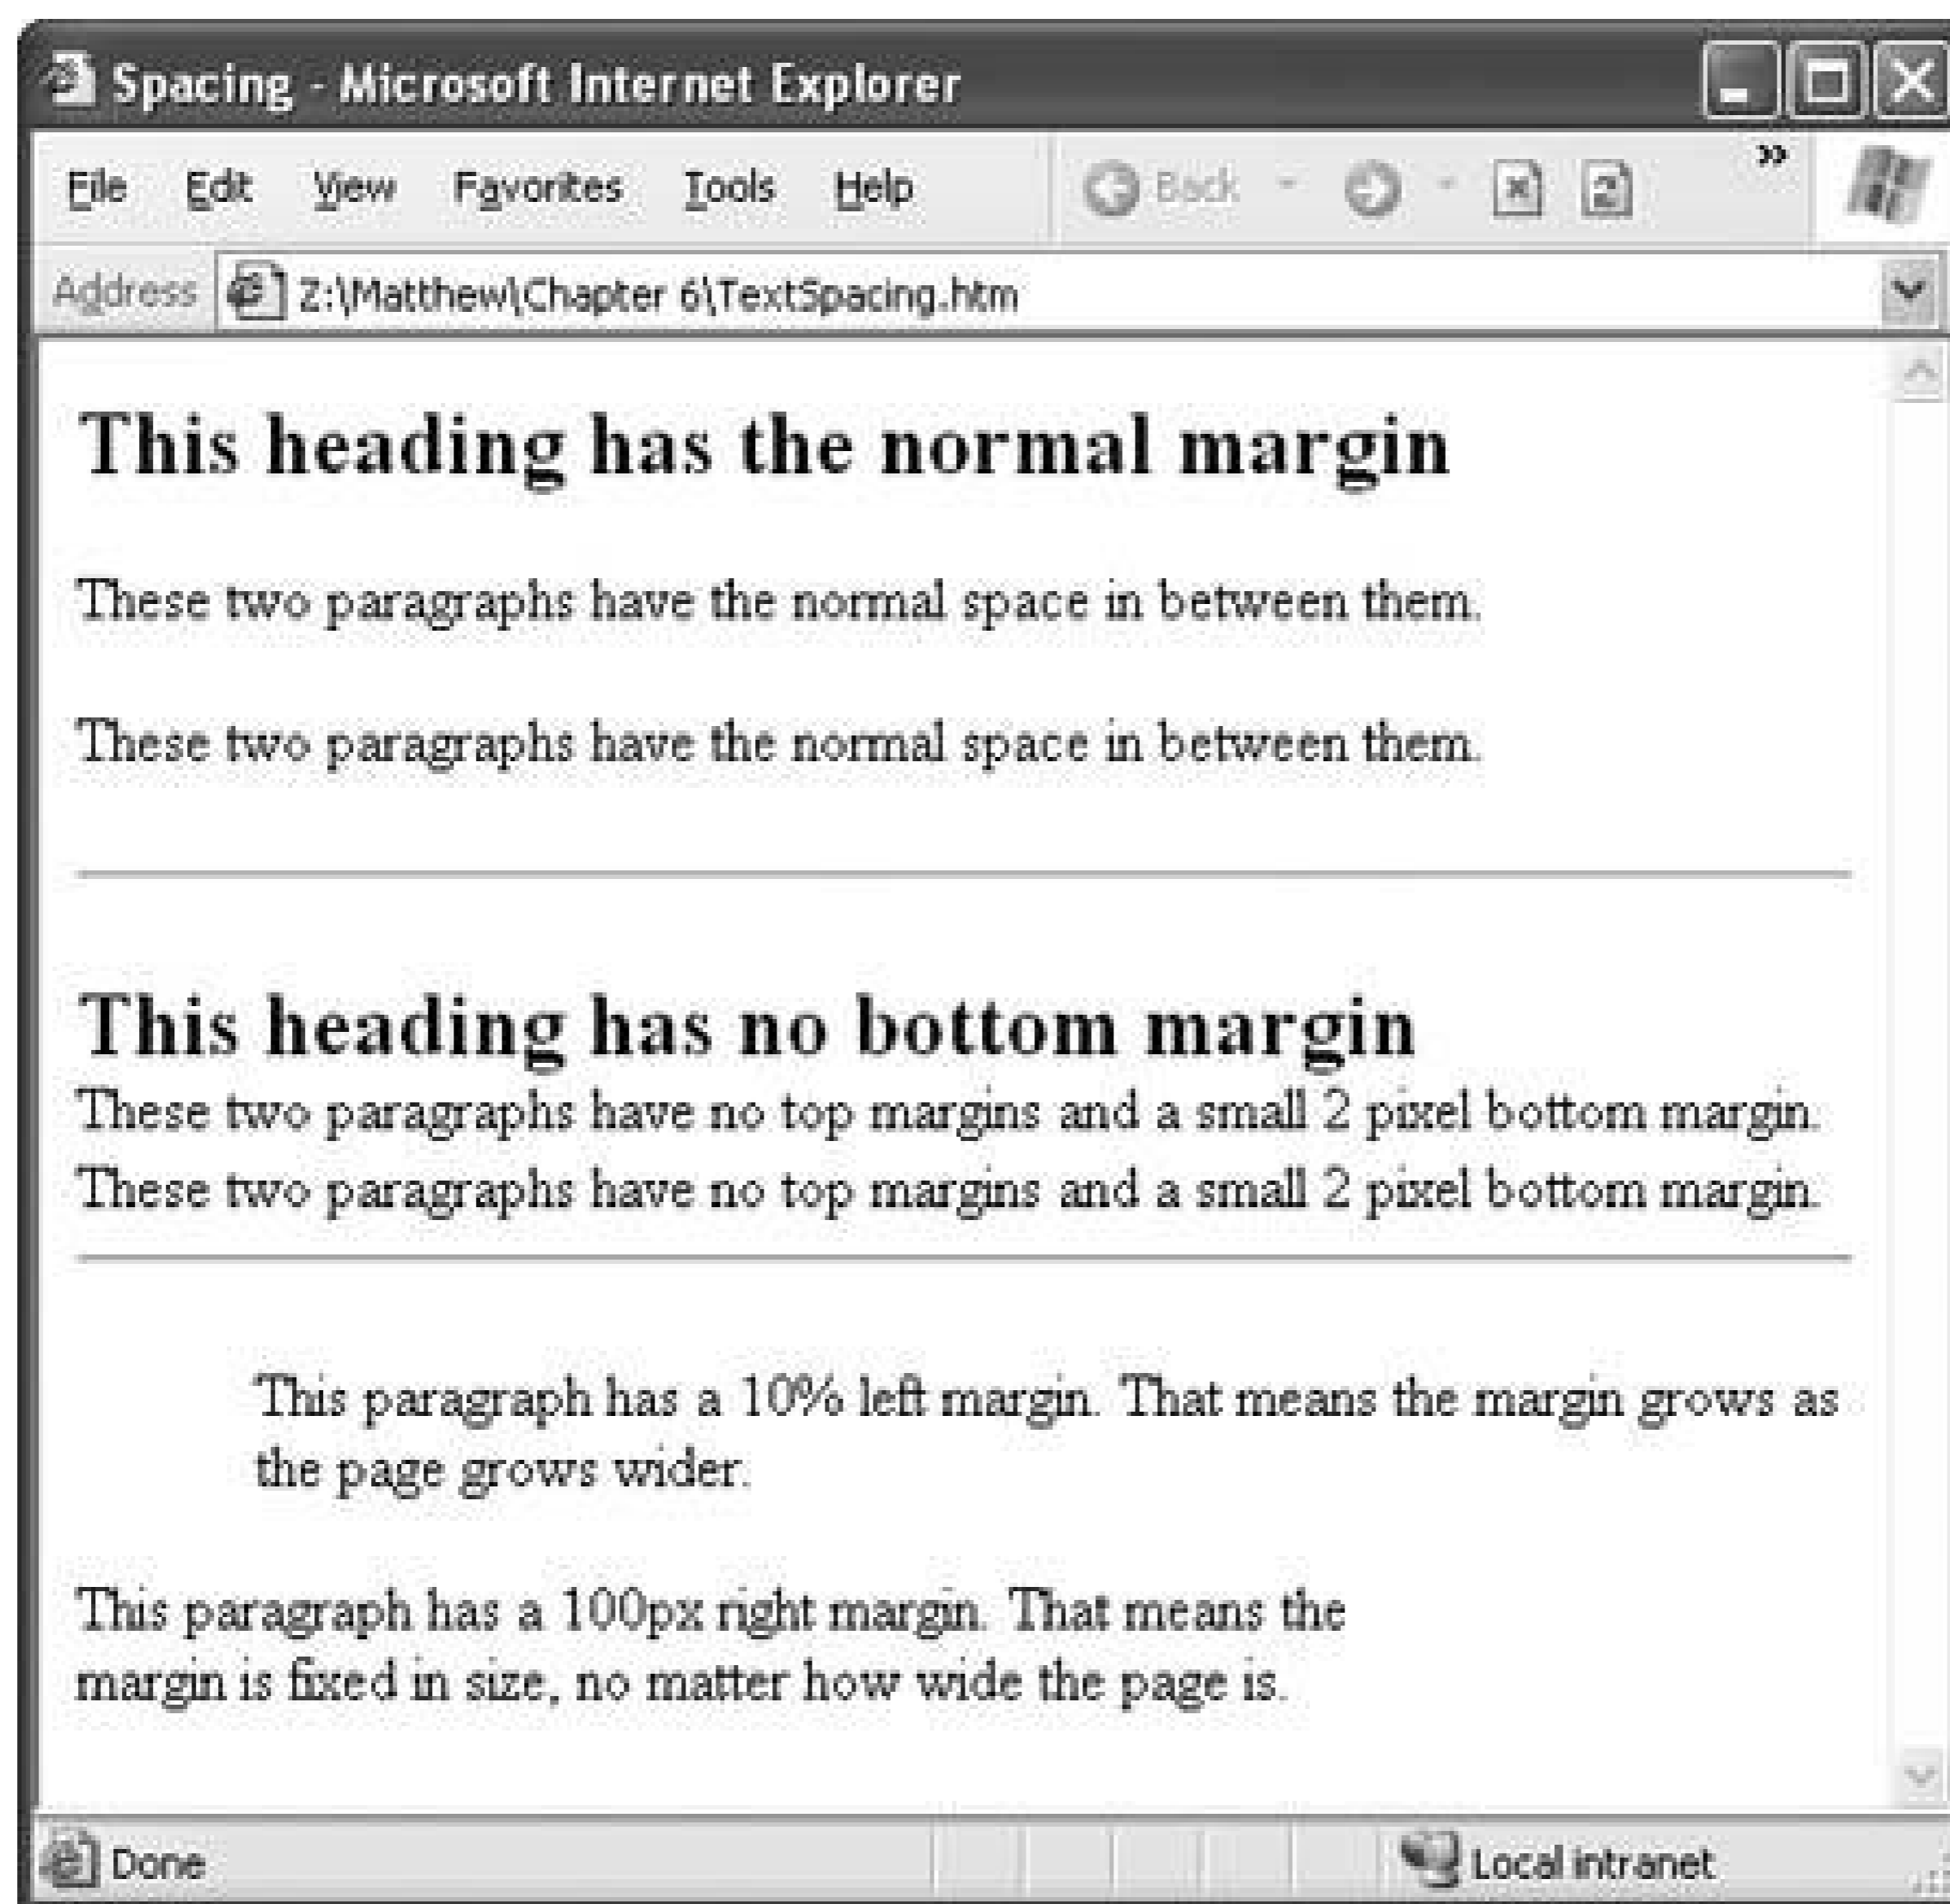 Spacing - Microsoft Internet Explorer
File Edit View Favorites Tools Help Back »
Address Z:\Matthew\Chapter 6\TextSpacing.htm
This heading has the normal margin
These two paragraphs have the normal space in between them.
These two paragraphs have the normal space in between them.
This heading has no bottom margin
These two paragraphs have no top margins and a small 2 pixel bottom margin.
These two paragraphs have no top margins and a small 2 pixel bottom margin.
This paragraph has a 10% left margin. That means the margin grows as
the page grows wider.
This paragraph has a 100px right margin. That means the
margin is fixed in size, no matter how wide the page is.
Done Local intranet